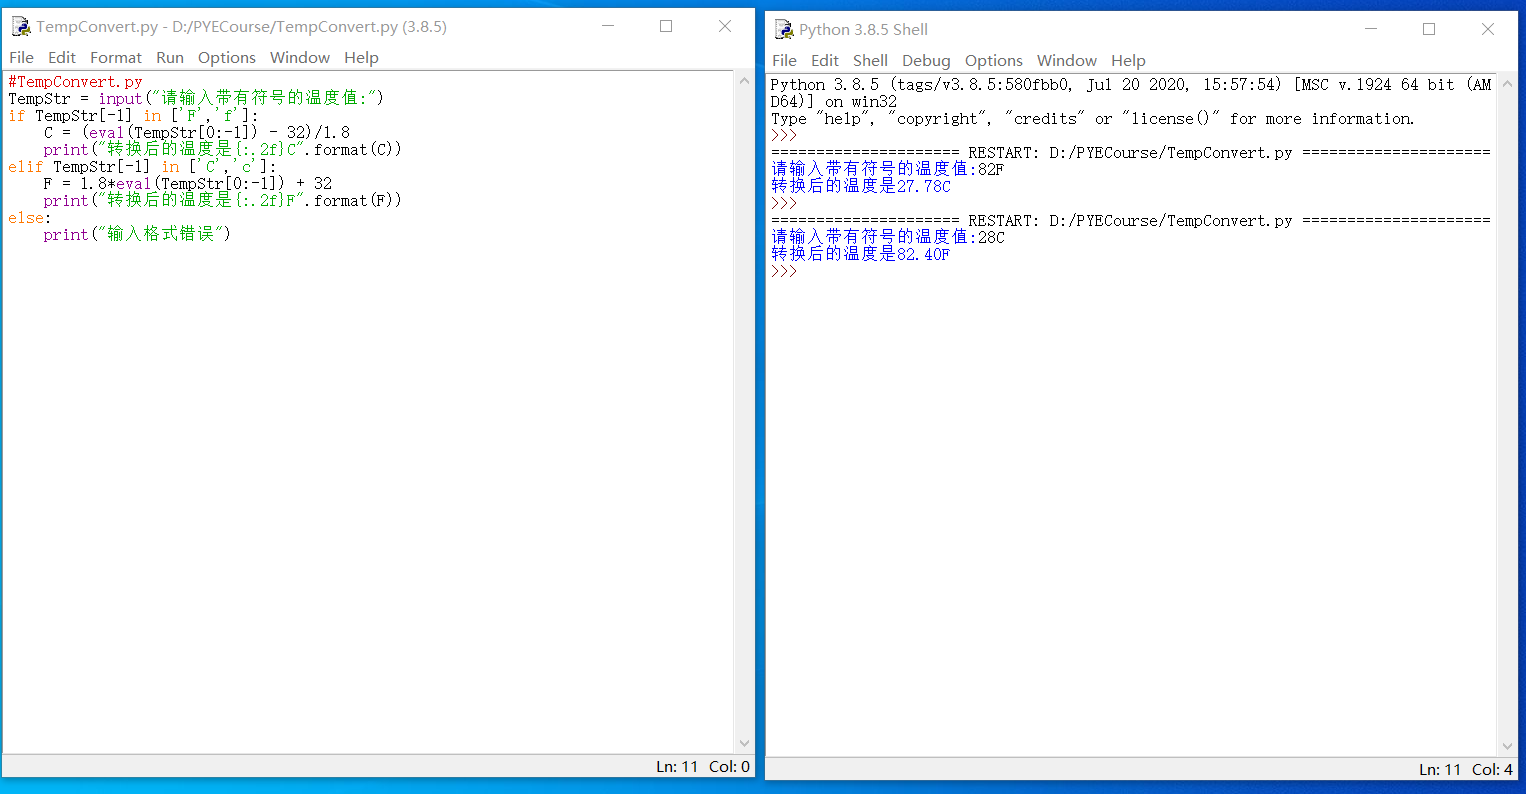 TempConvert.py - D:/PYECourse/TempConvert.py (3.8.5)
File Edit Format Run Options Window Help
#TempConvert.py
TempStr = input("请输入带有符号的温度值:")
if TempStr[-1] in ['F','f']:
    C = (eval(TempStr[0:-1]) - 32)/1.8
    print("转换后的温度是{:.2f}C".format(C))
elif TempStr[-1] in ['C','c']:
    F = 1.8*eval(TempStr[0:-1]) + 32
    print("转换后的温度是{:.2f}F".format(F))
else:
    print("输入格式错误")
Ln: 11 Col: 0
Python 3.8.5 Shell
File Edit Shell Debug Options Window Help
Python 3.8.5 (tags/v3.8.5:580fbb0, Jul 20 2020, 15:57:54) [MSC v.1924 64 bit (AM
D64)] on win32
Type "help", "copyright", "credits" or "license()" for more information.
>>>
===================== RESTART: D:/PYECourse/TempConvert.py =====================
请输入带有符号的温度值:82F
转换后的温度是27.78C
>>>
===================== RESTART: D:/PYECourse/TempConvert.py =====================
请输入带有符号的温度值:28C
转换后的温度是82.40F
>>>
Ln: 11 Col: 4